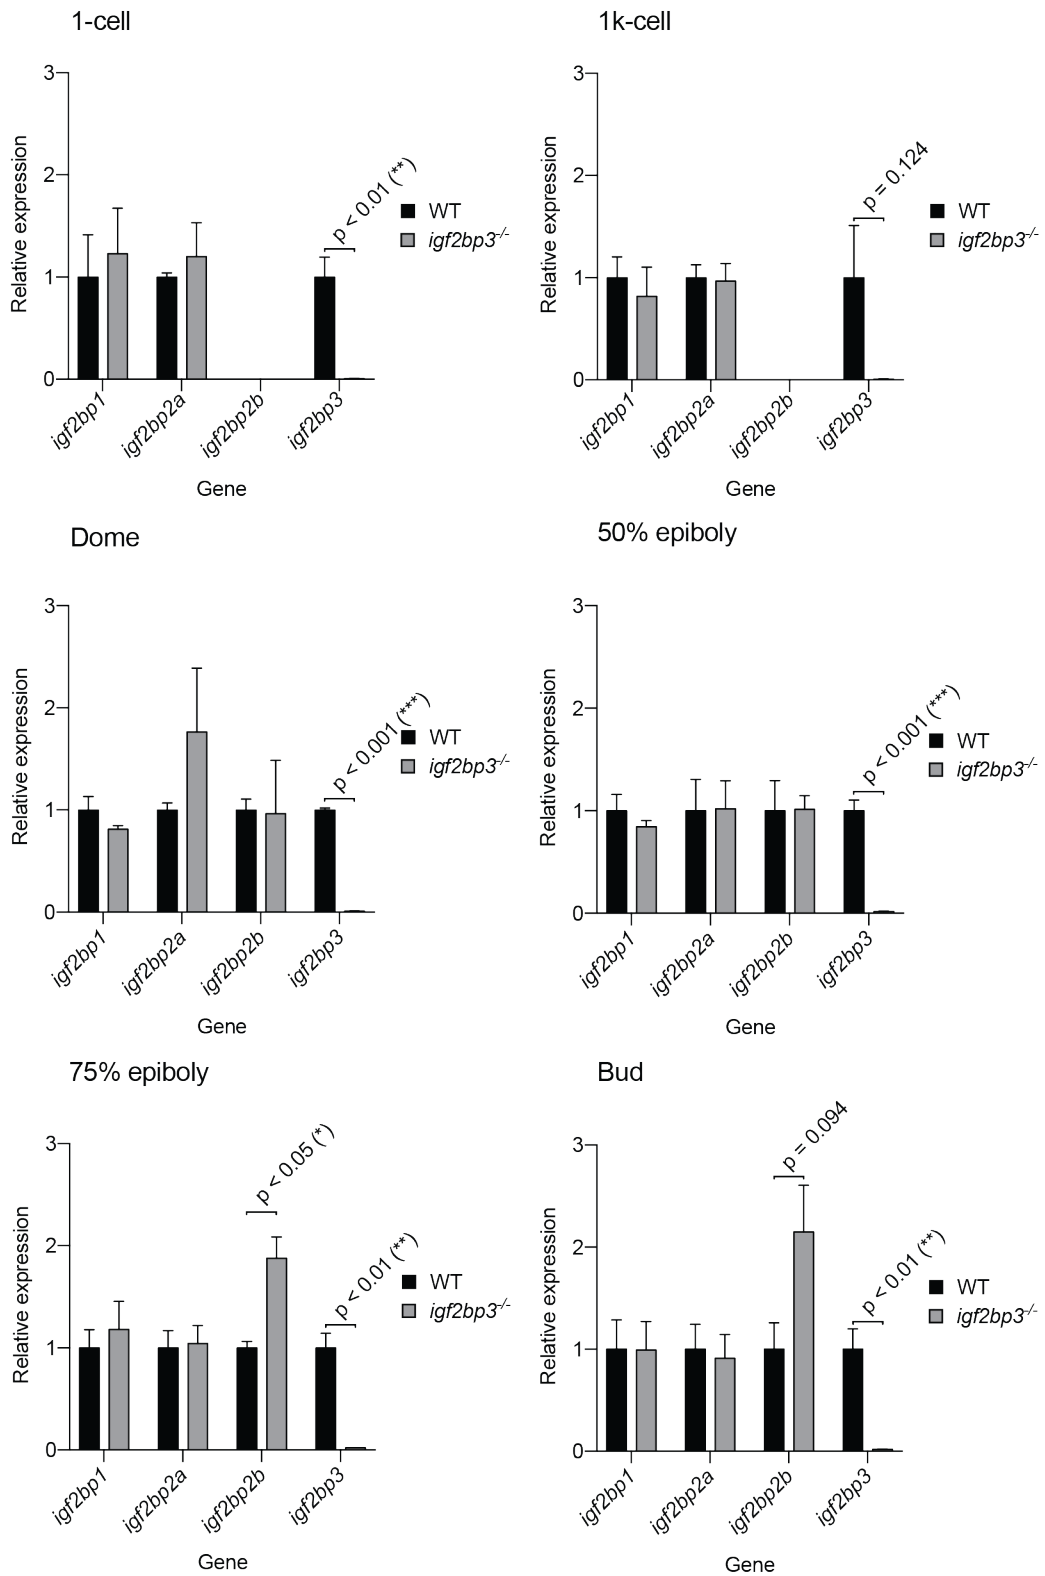 1-cell
3
2
1
0
Relative expression
p < 0.01 (**)
WT
igf2bp3-/-
igf2bp1
igf2bp2a
igf2bp2b
igf2bp3
Gene
1k-cell
3
2
1
0
Relative expression
p = 0.124
WT
igf2bp3-/-
igf2bp1
igf2bp2a
igf2bp2b
igf2bp3
Gene
Dome
3
2
1
0
Relative expression
p < 0.001 (***)
WT
igf2bp3-/-
igf2bp1
igf2bp2a
igf2bp2b
igf2bp3
Gene
50% epiboly
3
2
1
0
Relative expression
p < 0.001 (***)
WT
igf2bp3-/-
igf2bp1
igf2bp2a
igf2bp2b
igf2bp3
Gene
75% epiboly
3
2
1
0
Relative expression
p < 0.05 (*)
p < 0.01 (**)
WT
igf2bp3-/-
igf2bp1
igf2bp2a
igf2bp2b
igf2bp3
Gene
Bud
3
2
1
0
Relative expression
p = 0.094
p < 0.01 (**)
WT
igf2bp3-/-
igf2bp1
igf2bp2a
igf2bp2b
igf2bp3
Gene